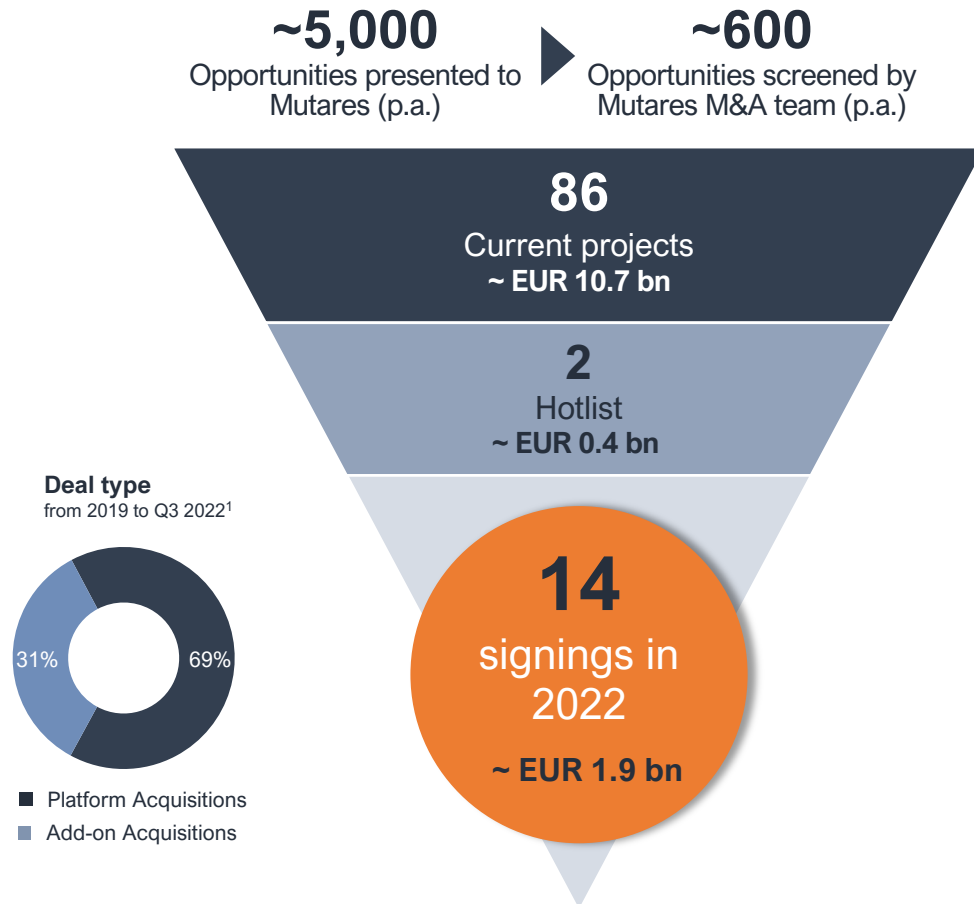 ~5,000
Opportunities presented to
Mutares (p.a.)
~600
Opportunities screened by
Mutares M&A team (p.a.)
86
Current projects
~ EUR 10.7 bn
2
Hotlist
~ EUR 0.4 bn
14
signings in
2022
~ EUR 1.9 bn
Deal type
from 2019 to Q3 2022¹
31%
69%
Platform Acquisitions
Add-on Acquisitions